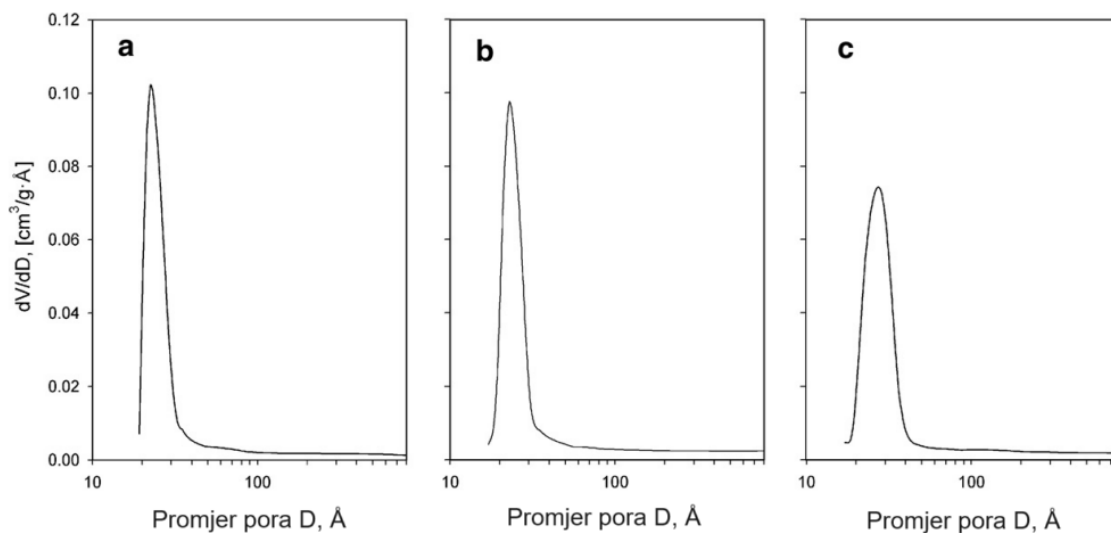 a
b
c
dV/dD, [cm³/g·Å]
0.12
0.10
0.08
0.06
0.04
0.02
0.00
10
100
10
100
10
100
Promjer pora D, Å
Promjer pora D, Å
Promjer pora D, Å